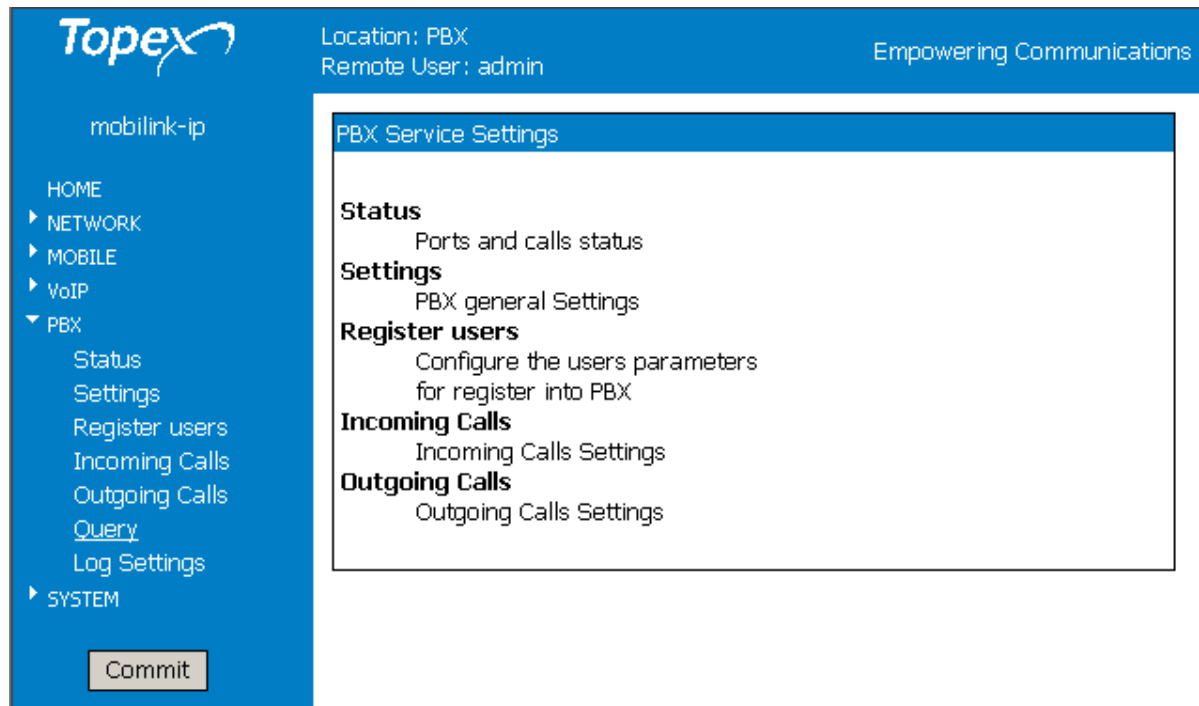 Topex
Location: PBX
Remote User: admin
Empowering Communications
mobilink-ip
HOME
NETWORK
MOBILE
VoIP
PBX
Status
Settings
Register users
Incoming Calls
Outgoing Calls
Query
Log Settings
SYSTEM
Commit
PBX Service Settings
Status
Ports and calls status
Settings
PBX general Settings
Register users
Configure the users parameters
for register into PBX
Incoming Calls
Incoming Calls Settings
Outgoing Calls
Outgoing Calls Settings